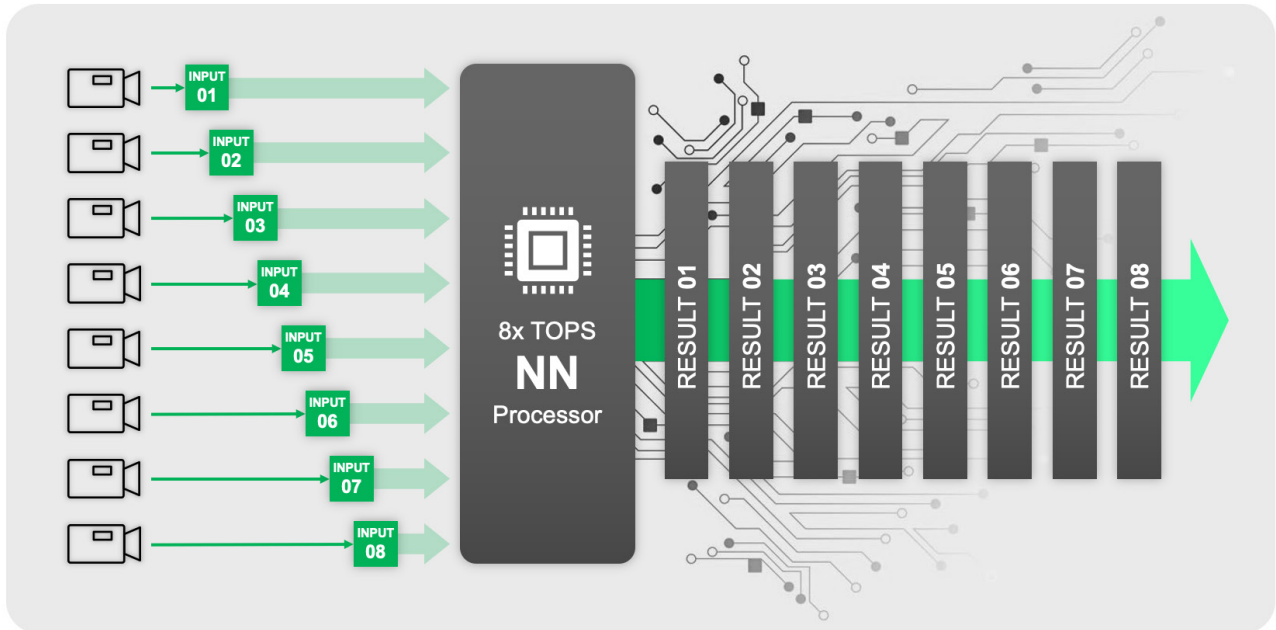 INPUT
01
INPUT
02
INPUT
03
INPUT
04
INPUT
05
INPUT
06
INPUT
07
INPUT
08
8x TOPS
NN
Processor
RESULT 01
RESULT 02
RESULT 03
RESULT 04
RESULT 05
RESULT 06
RESULT 07
RESULT 08